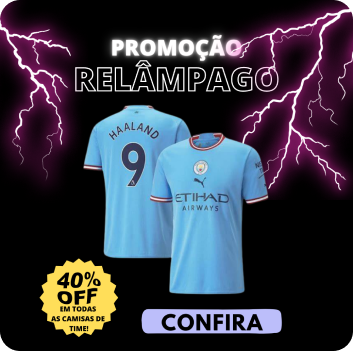 PROMOÇÃO
RELÂMPAGO
HAALAND
9
ETIHAD
AIRWAYS
40%
OFF
EM TODAS
AS CAMISAS DE
TIME!
CONFIRA